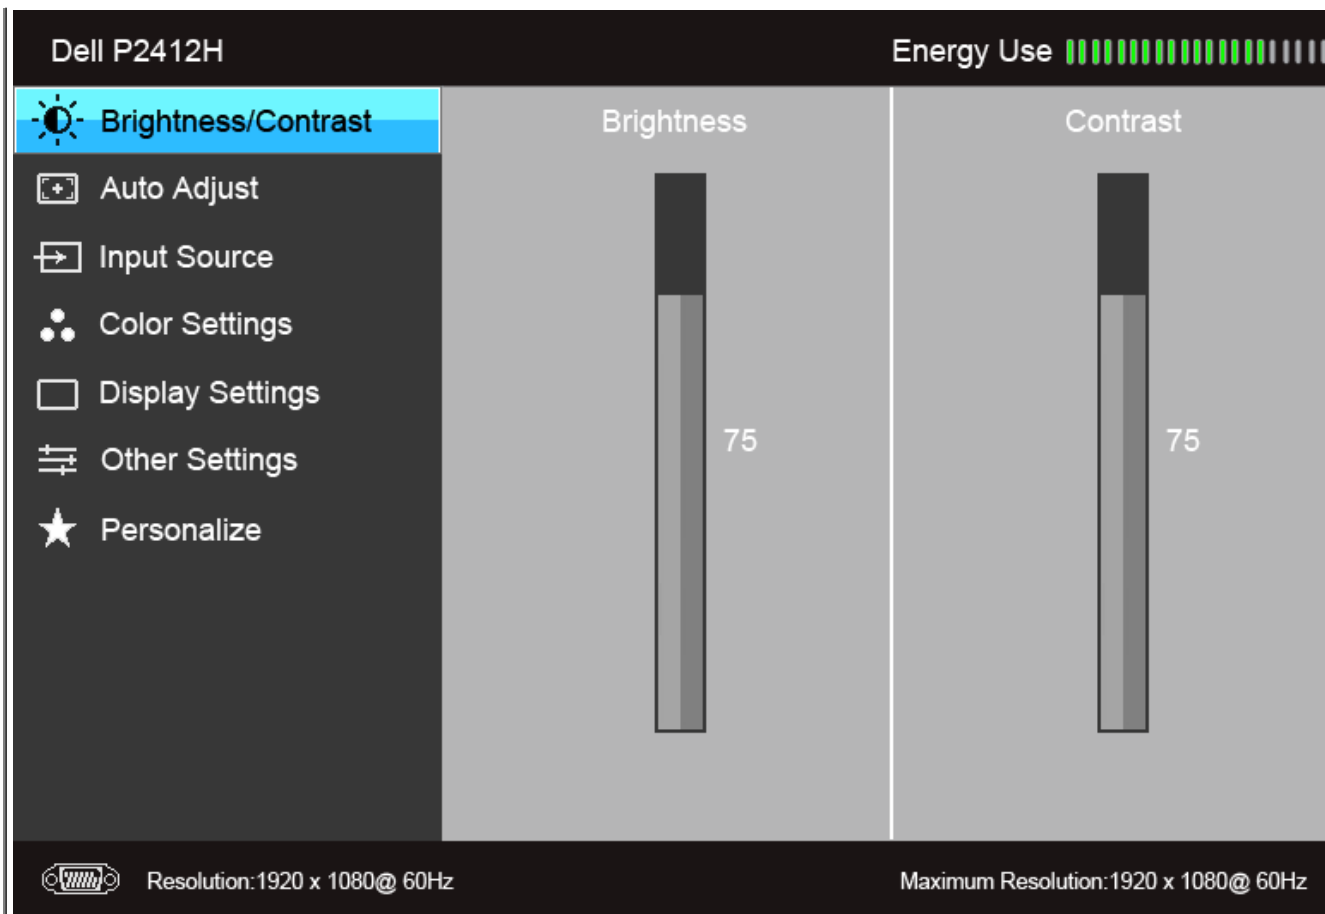 Dell P2412H
Energy Use
Brightness/Contrast
Auto Adjust
Input Source
Color Settings
Display Settings
Other Settings
Personalize
Brightness
75
Contrast
75
Resolution:1920 x 1080@ 60Hz
Maximum Resolution:1920 x 1080@ 60Hz